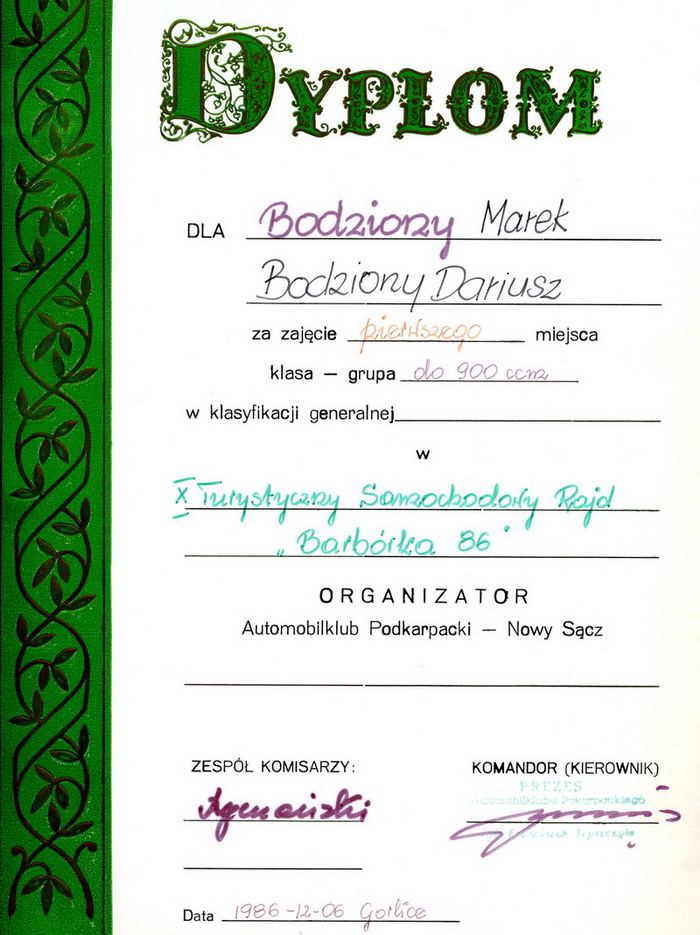 DYPLOM
DLA Bodziony Marek
Bodziony Dariusz
za zajęcie pierwszego miejsca
klasa — grupa do 900 ccm
w klasyfikacji generalnej
w
X Turystyczny Samochodowy Rajd
„Barbórka 86"
ORGANIZATOR
Automobilklub Podkarpacki — Nowy Sącz
ZESPÓŁ KOMISARZY:
KOMANDOR (KIEROWNIK)
PREZES
Automobilklubu
Franciszek
Data 1986-12-06 Gorlice